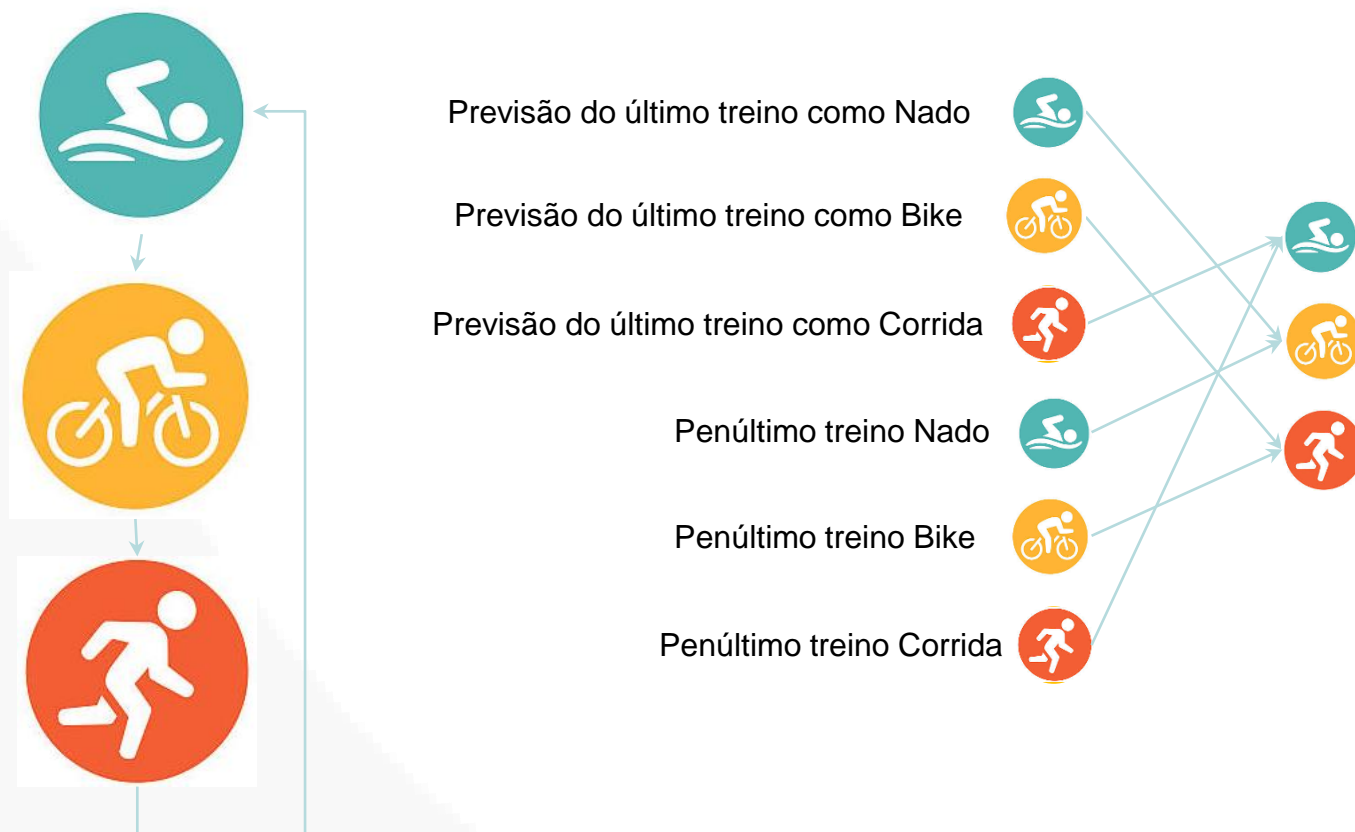 Previsão do último treino como Nado
Previsão do último treino como Bike
Previsão do último treino como Corrida
Penúltimo treino Nado
Penúltimo treino Bike
Penúltimo treino Corrida